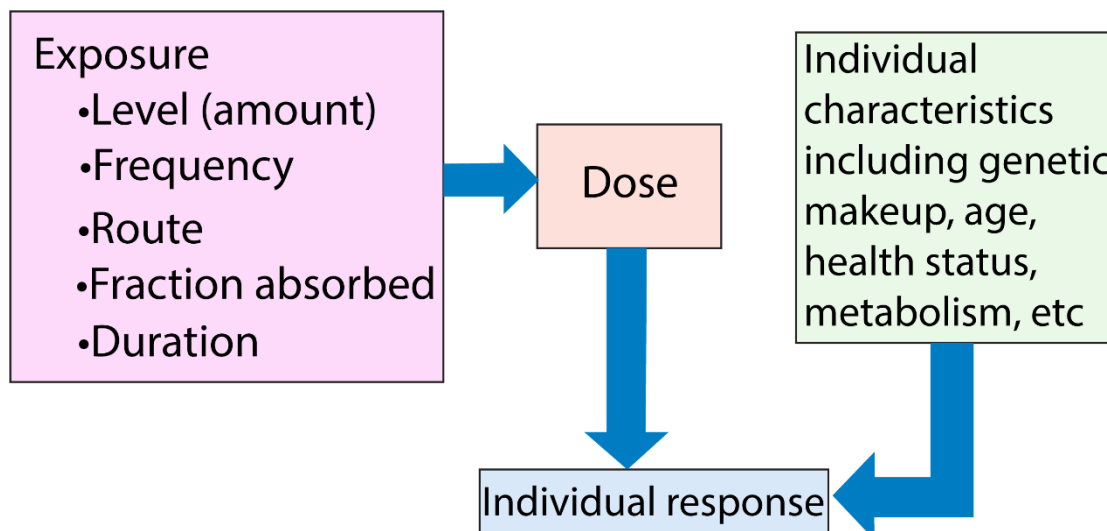 Exposure
•Level (amount)
•Frequency
•Route
•Fraction absorbed
•Duration
Dose
Individual
characteristics
including genetic
makeup, age,
health status,
metabolism, etc
Individual response